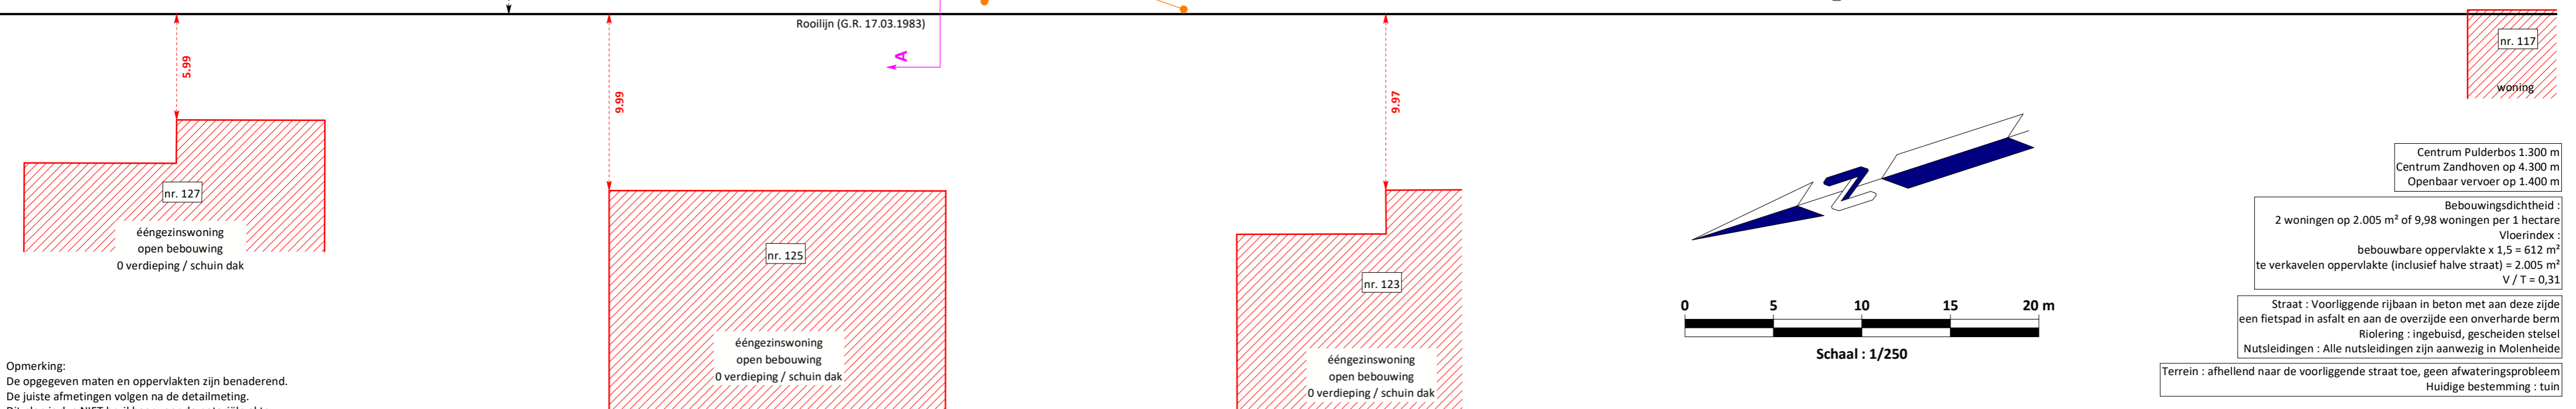 Rooilijn (G.R. 17.03.1983)
A
5.99
9.99
9.97
nr. 117
woning
nr. 127
ééngezinswoning
open bebouwing
0 verdieping / schuin dak
nr. 125
ééngezinswoning
open bebouwing
0 verdieping / schuin dak
nr. 123
ééngezinswoning
open bebouwing
0 verdieping / schuin dak
N
0 5 10 15 20 m
Schaal : 1/250
Centrum Pulderbos 1.300 m
Centrum Zandhoven op 4.300 m
Openbaar vervoer op 1.400 m
Bebouwingsdichtheid :
2 woningen op 2.005 m² of 9,98 woningen per 1 hectare
Vloerindex :
bebouwbare oppervlakte x 1,5 = 612 m²
te verkavelen oppervlakte (inclusief halve straat) = 2.005 m²
V / T = 0,31
Straat : Voorliggende rijbaan in beton met aan deze zijde
een fietspad in asfalt en aan de overzijde een onverharde berm
Riolering : ingebuisd, gescheiden stelsel
Nutsleidingen : Alle nutsleidingen zijn aanwezig in Molenheide
Terrein : afhellend naar de voorliggende straat toe, geen afwateringsprobleem
Huidige bestemming : tuin
Opmerking:
De opgegeven maten en oppervlakten zijn benaderend.
De juiste afmetingen volgen na de detailmeting.